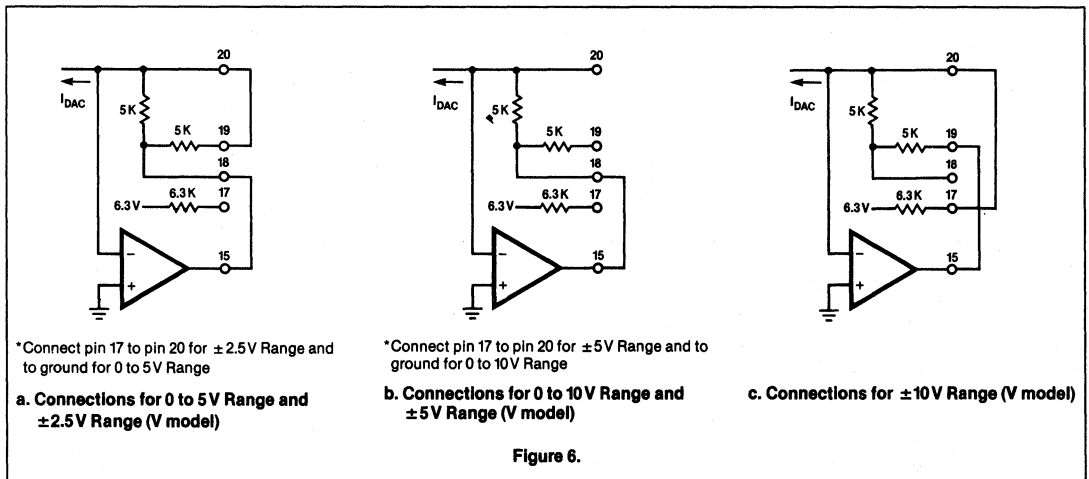 20
I DAC
5K
5K 19
18
6.3K 17
6.3V
15
−
+
*Connect pin 17 to pin 20 for ±2.5V Range and
to ground for 0 to 5V Range
a. Connections for 0 to 5V Range and
±2.5V Range (V model)
20
I DAC
5K
5K 19
18
6.3K 17
6.3V
15
−
+
*Connect pin 17 to pin 20 for ±5V Range and to
ground for 0 to 10V Range
b. Connections for 0 to 10V Range and
±5V Range (V model)
20
I DAC
5K
5K 19
18
6.3K 17
6.3V
15
−
+
c. Connections for ±10V Range (V model)
Figure 6.